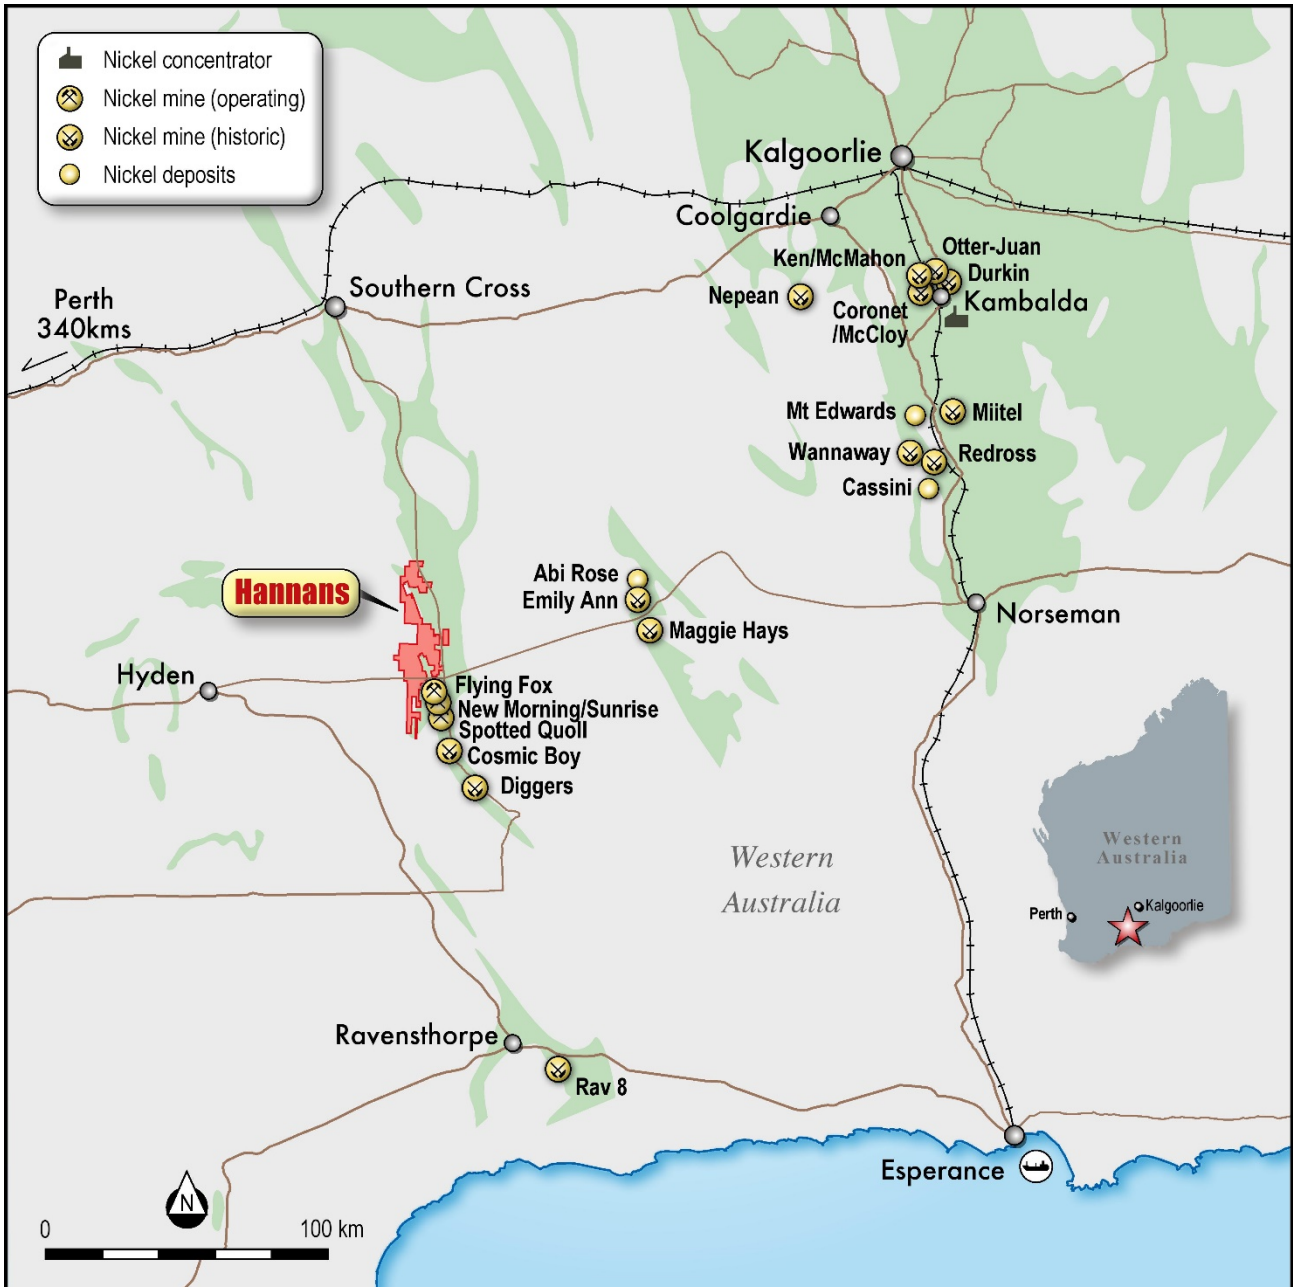 Nickel concentrator
Nickel mine (operating)
Nickel mine (historic)
Nickel deposits
Kalgoorlie
Coolgardie
Otter-Juan
Ken/McMahon
Durkin
Southern Cross
Nepean
Kambalda
Perth
340kms
Coronet
/McCloy
Mt Edwards
Miitel
Wannaway
Redross
Cassini
Abi Rose
Hannans
Emily Ann
Norseman
Maggie Hays
Hyden
Flying Fox
New Morning/Sunrise
Spotted Quoll
Cosmic Boy
Diggers
Western
Australia
Western
Australia
Perth
Kalgoorlie
Ravensthorpe
Rav 8
Esperance
N
0
100 km